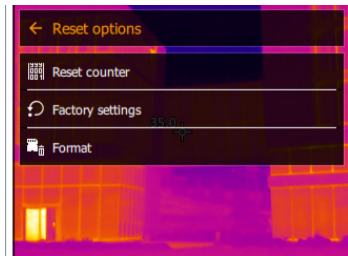 Reset options
Reset counter
Factory settings
35.0
Format